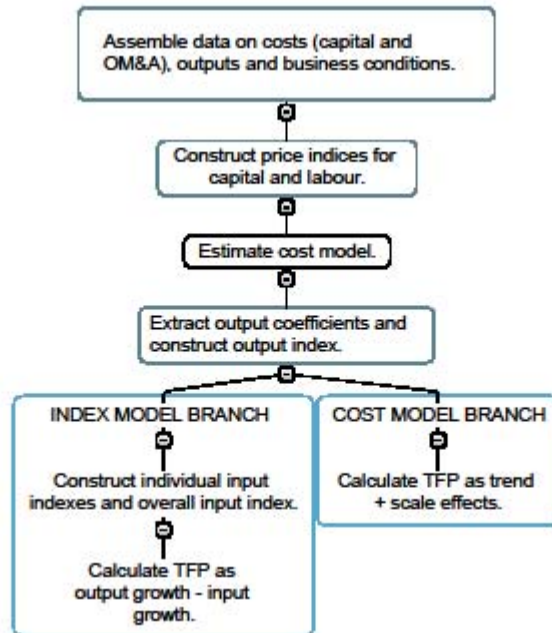 Assemble data on costs (capital and
OM&A), outputs and business conditions.
Construct price indices for
capital and labour.
Estimate cost model.
Extract output coefficients and
construct output index.
INDEX MODEL BRANCH
Construct individual input
indexes and overall input index.
Calculate TFP as
output growth - input
growth.
COST MODEL BRANCH
Calculate TFP as trend
+ scale effects.